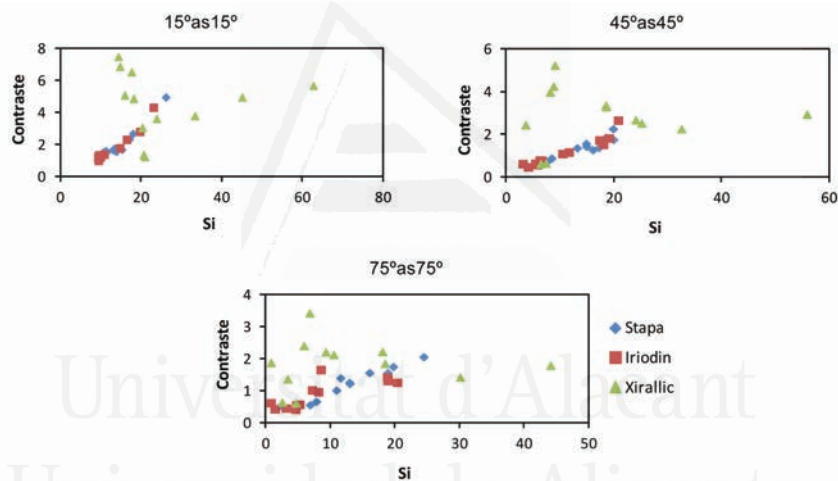 15ºas15º
Contraste
8
6
4
2
0
0 20 40 60 80
Si
45ºas45º
Contraste
6
4
2
0
0 20 40 60
Si
75ºas75º
Contraste
4
3
2
1
0
0 10 20 30 40 50
Si
Stapa
Iriodin
Xirallic
Universitat d'Alacant
Universidad de Alicante